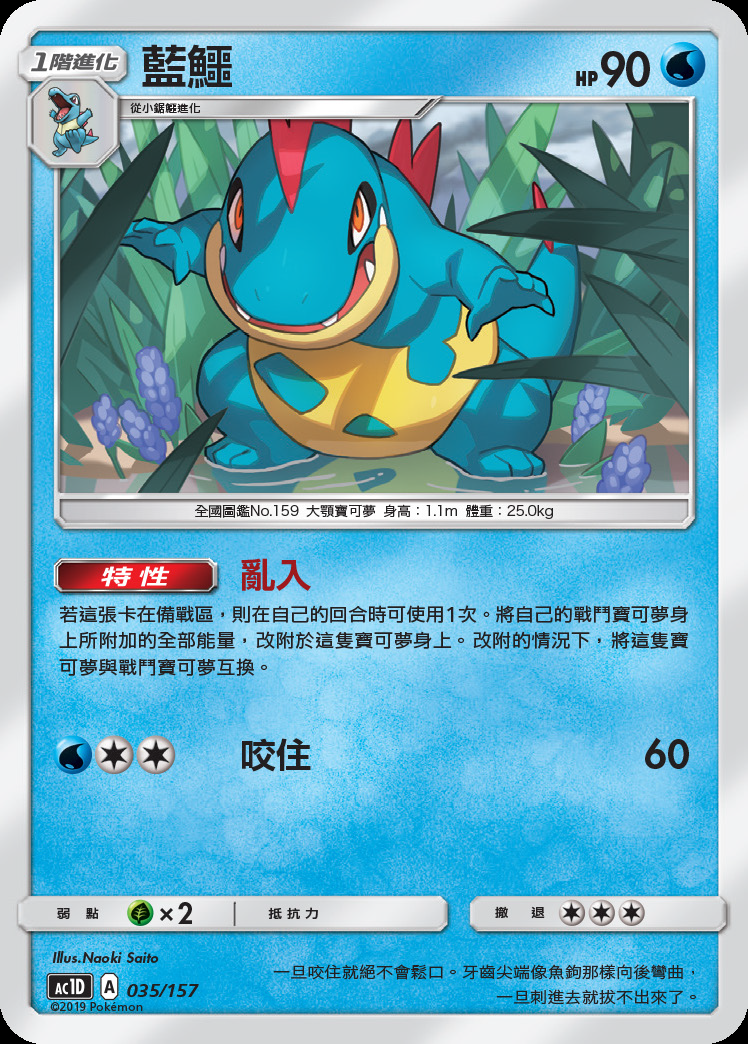 1階進化
藍鱷
HP 90
從小鋸鱷進化
全國圖鑑No.159 大顎寶可夢 身高：1.1m 體重：25.0kg
特性 亂入
若這張卡在備戰區，則在自己的回合時可使用1次。將自己的戰鬥寶可夢身
上所附加的全部能量，改附於這隻寶可夢身上。改附的情況下，將這隻寶
可夢與戰鬥寶可夢互換。
咬住 60
弱點 ×2 抵抗力 撤退
Illus.Naoki Saito
AC1D A 035/157
©2019 Pokémon
一旦咬住就絕不會鬆口。牙齒尖端像魚鉤那樣向後彎曲，
一旦刺進去就拔不出來了。